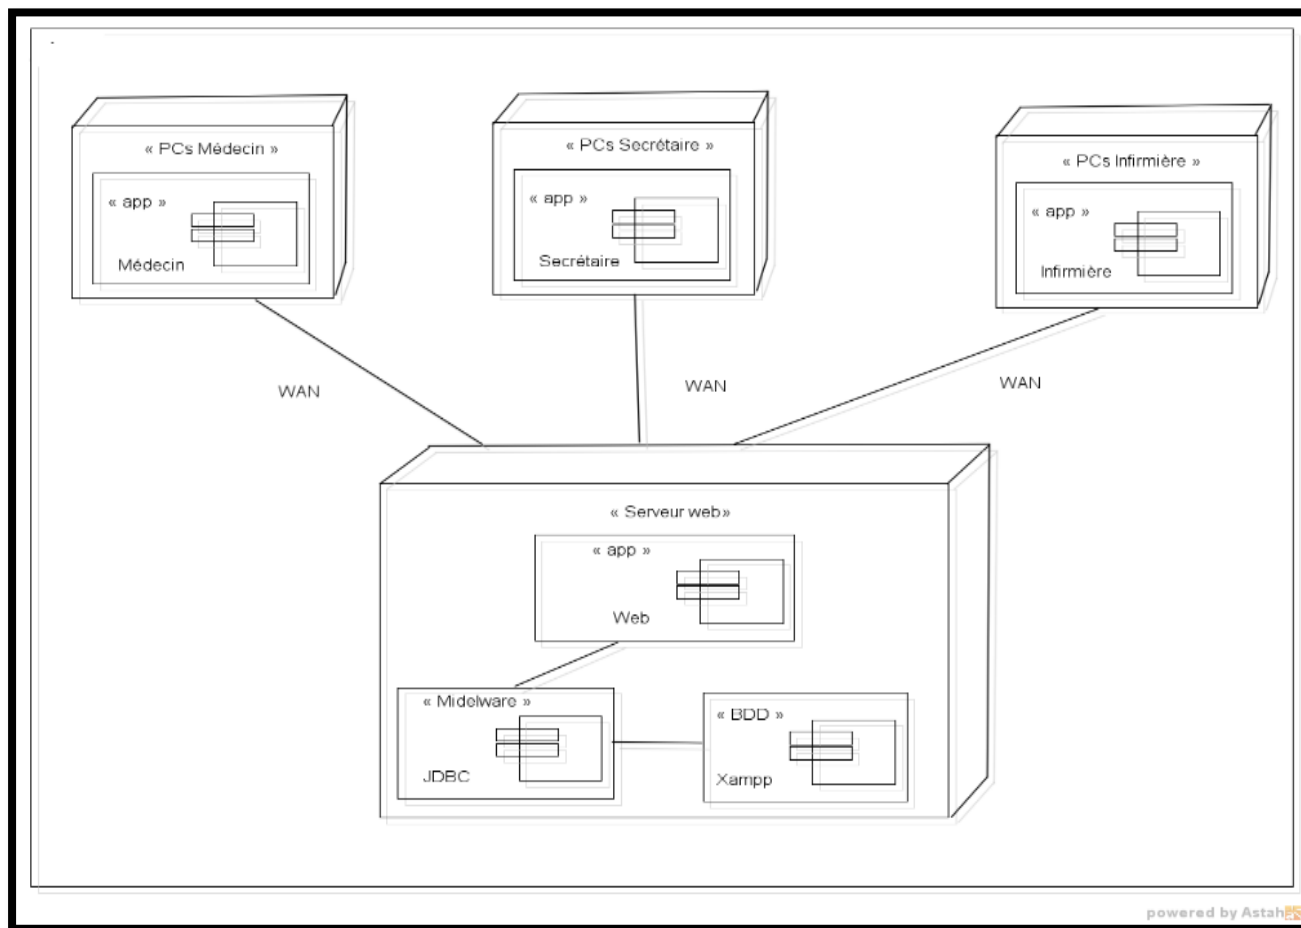 « PCs Médecin »
« app »
Médecin
« PCs Secrétaire »
« app »
Secrétaire
« PCs Infirmière »
« app »
Infirmière
WAN
WAN
WAN
« Serveur web»
« app »
Web
« Midelware »
JDBC
« BDD »
Xampp
powered by Astah